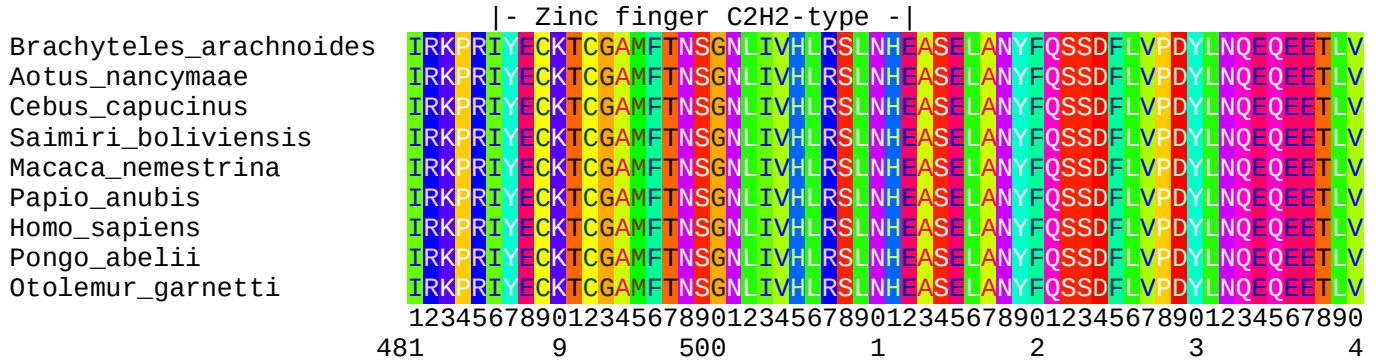 |- Zinc finger C2H2-type -|
Brachyteles_arachnoides IRKPRIYECKTCGAMFTNSGNLIVHLRSLNHEASELANYFQSSDFLVPDYLNQEQEETLV
Aotus_nancymaae IRKPRIYECKTCGAMFTNSGNLIVHLRSLNHEASELANYFQSSDFLVPDYLNQEQEETLV
Cebus_capucinus IRKPRIYECKTCGAMFTNSGNLIVHLRSLNHEASELANYFQSSDFLVPDYLNQEQEETLV
Saimiri_boliviensis IRKPRIYECKTCGAMFTNSGNLIVHLRSLNHEASELANYFQSSDFLVPDYLNQEQEETLV
Macaca_nemestrina IRKPRIYECKTCGAMFTNSGNLIVHLRSLNHEASELANYFQSSDFLVPDYLNQEQEETLV
Papio_anubis IRKPRIYECKTCGAMFTNSGNLIVHLRSLNHEASELANYFQSSDFLVPDYLNQEQEETLV
Homo_sapiens IRKPRIYECKTCGAMFTNSGNLIVHLRSLNHEASELANYFQSSDFLVPDYLNQEQEETLV
Pongo_abelii IRKPRIYECKTCGAMFTNSGNLIVHLRSLNHEASELANYFQSSDFLVPDYLNQEQEETLV
Otolemur_garnetti IRKPRIYECKTCGAMFTNSGNLIVHLRSLNHEASELANYFQSSDFLVPDYLNQEQEETLV
123456789012345678901234567890123456789012345678901234567890
481 9 500 1 2 3 4